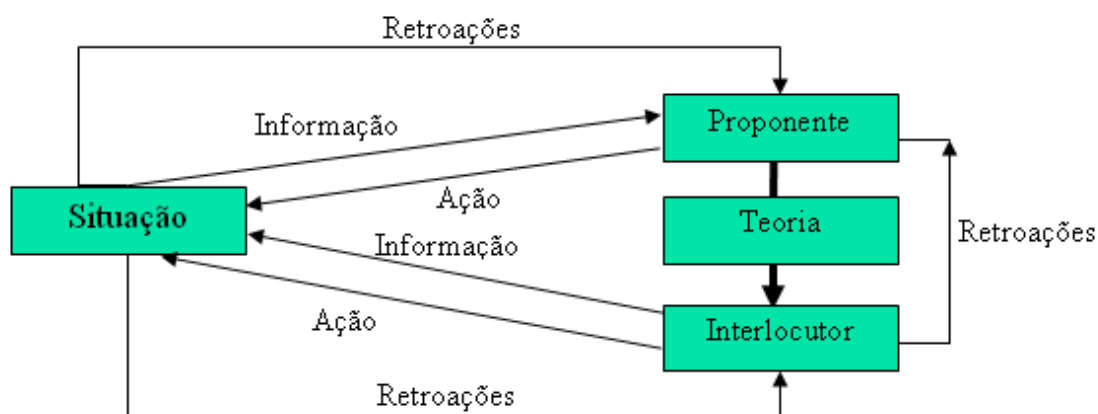 Retroações
Informação
Proponente
Ação
Situação
Teoria
Informação
Retroações
Ação
Interlocutor
Retroações